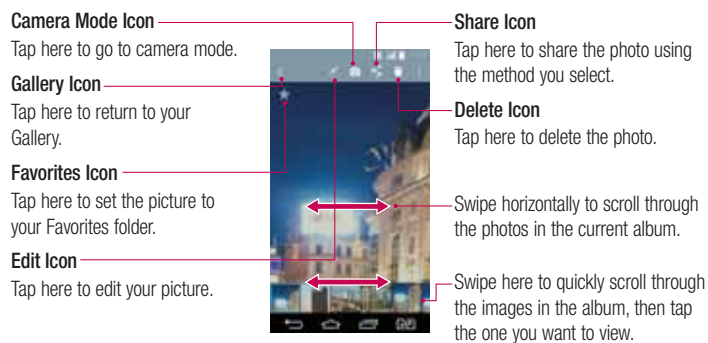 Camera Mode Icon
Tap here to go to camera mode.
Gallery Icon
Tap here to return to your
Gallery.
Favorites Icon
Tap here to set the picture to
your Favorites folder.
Edit Icon
Tap here to edit your picture.
Share Icon
Tap here to share the photo using
the method you select.
Delete Icon
Tap here to delete the photo.
Swipe horizontally to scroll through
the photos in the current album.
Swipe here to quickly scroll through
the images in the album, then tap
the one you want to view.